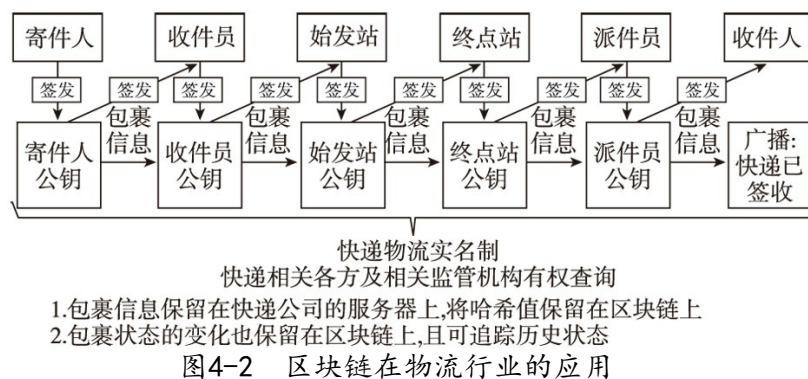 寄件人 收件员 始发站 终点站 派件员 收件人
签发 签发 签发 签发 签发 签发 签发 签发 签发 签发
包裹信息 包裹信息 包裹信息 包裹信息 包裹信息
寄件人公钥 收件员公钥 始发站公钥 终点站公钥 派件员公钥 广播:快递已签收
快递物流实名制
快递相关各方及相关监管机构有权查询
1.包裹信息保留在快递公司的服务器上,将哈希值保留在区块链上
2.包裹状态的变化也保留在区块链上,且可追踪历史状态
图4-2 区块链在物流行业的应用